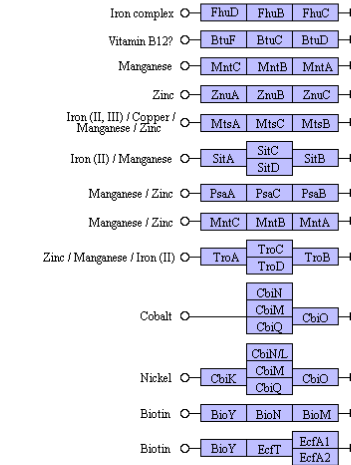 Iron complex FhuD FhuB FhuC
Vitamin B12? BtuF BtuC BtuD
Manganese MntC MntB MntA
Zinc ZnuA ZnuB ZnuC
Iron (II, III) / Copper /
Manganese / Zinc MtsA MtsC MtsB
Iron (II) / Manganese SitA SitC SitB
SitD
Manganese / Zinc PsaA PsaC PsaB
Manganese / Zinc MntC MntB MntA
Zinc / Manganese / Iron (II) TroA TroC TroB
TroD
CbiN
Cobalt CbiM CbiO
CbiQ
CbiN/L
Nickel CbiK CbiM CbiO
CbiQ
Biotin BioY BioN BioM
Biotin BioY EcfT EcfA1
EcfA2